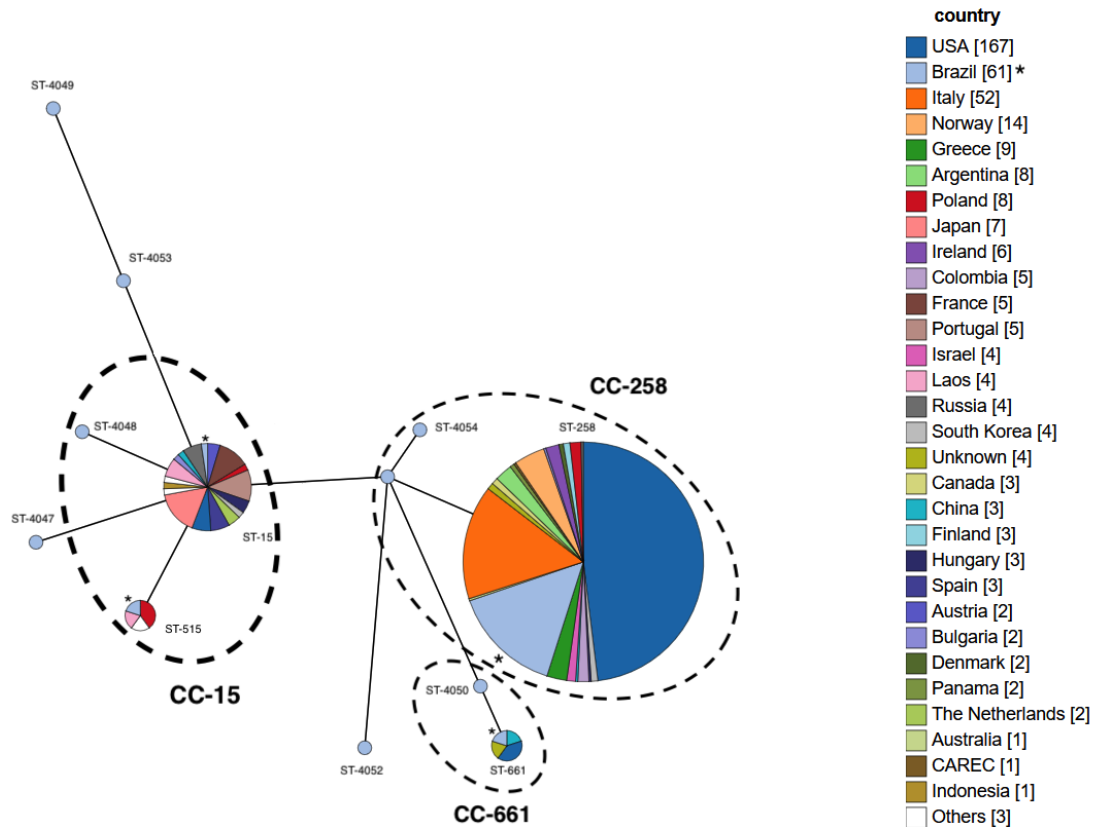 country
USA [167]
Brazil [61] *
Italy [52]
Norway [14]
Greece [9]
Argentina [8]
Poland [8]
Japan [7]
Ireland [6]
Colombia [5]
France [5]
Portugal [5]
Israel [4]
Laos [4]
Russia [4]
South Korea [4]
Unknown [4]
Canada [3]
China [3]
Finland [3]
Hungary [3]
Spain [3]
Austria [2]
Bulgaria [2]
Denmark [2]
Panama [2]
The Netherlands [2]
Australia [1]
CAREC [1]
Indonesia [1]
Others [3]
ST-4049
ST-4053
CC-258
ST-4048
*
ST-4054
ST-258
ST-4047
ST-15
*
ST-515
*
CC-15
ST-4050
*
ST-4052
ST-661
CC-661